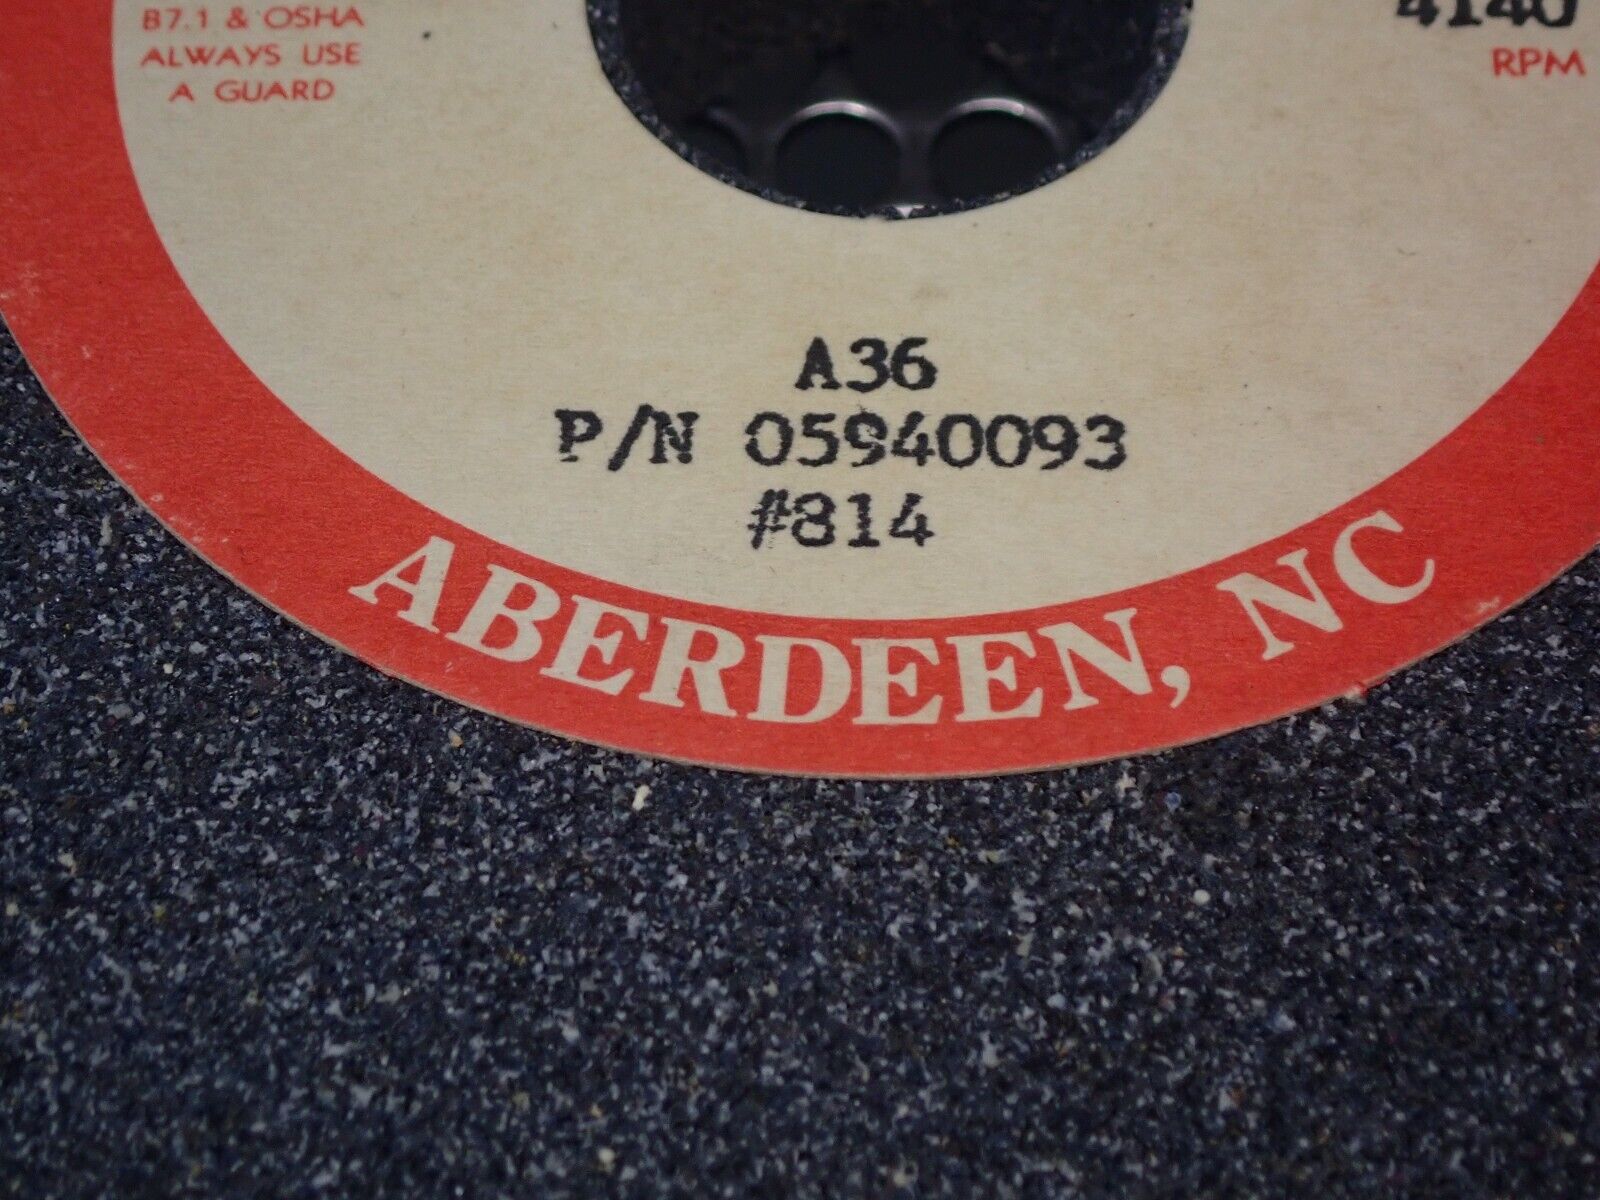 B7.1 & OSHA
ALWAYS USE
A GUARD
4140
RPM
A36
P/N 05940093
#814
ABERDEEN, NC